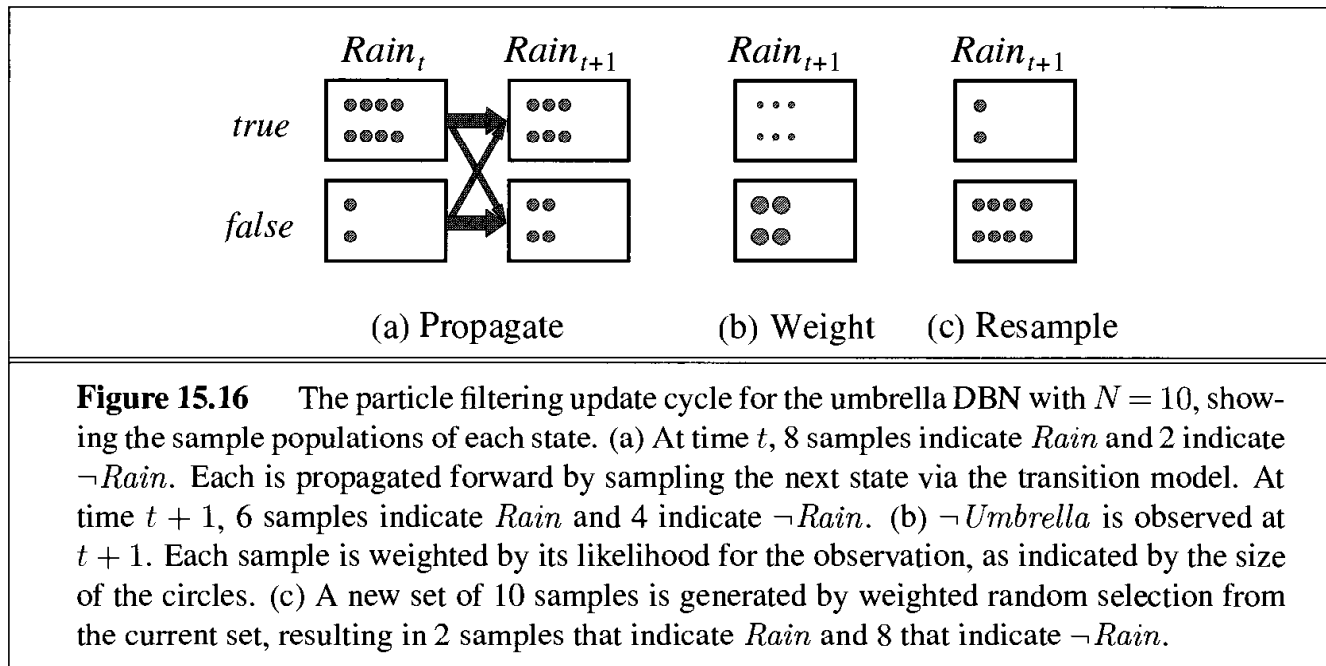 Rain_t Rain_{t+1} Rain_{t+1} Rain_{t+1}
true
false
(a) Propagate (b) Weight (c) Resample
Figure 15.16 The particle filtering update cycle for the umbrella DBN with N = 10, show-
ing the sample populations of each state. (a) At time t, 8 samples indicate Rain and 2 indicate
¬Rain. Each is propagated forward by sampling the next state via the transition model. At
time t + 1, 6 samples indicate Rain and 4 indicate ¬Rain. (b) ¬Umbrella is observed at
t + 1. Each sample is weighted by its likelihood for the observation, as indicated by the size
of the circles. (c) A new set of 10 samples is generated by weighted random selection from
the current set, resulting in 2 samples that indicate Rain and 8 that indicate ¬Rain.